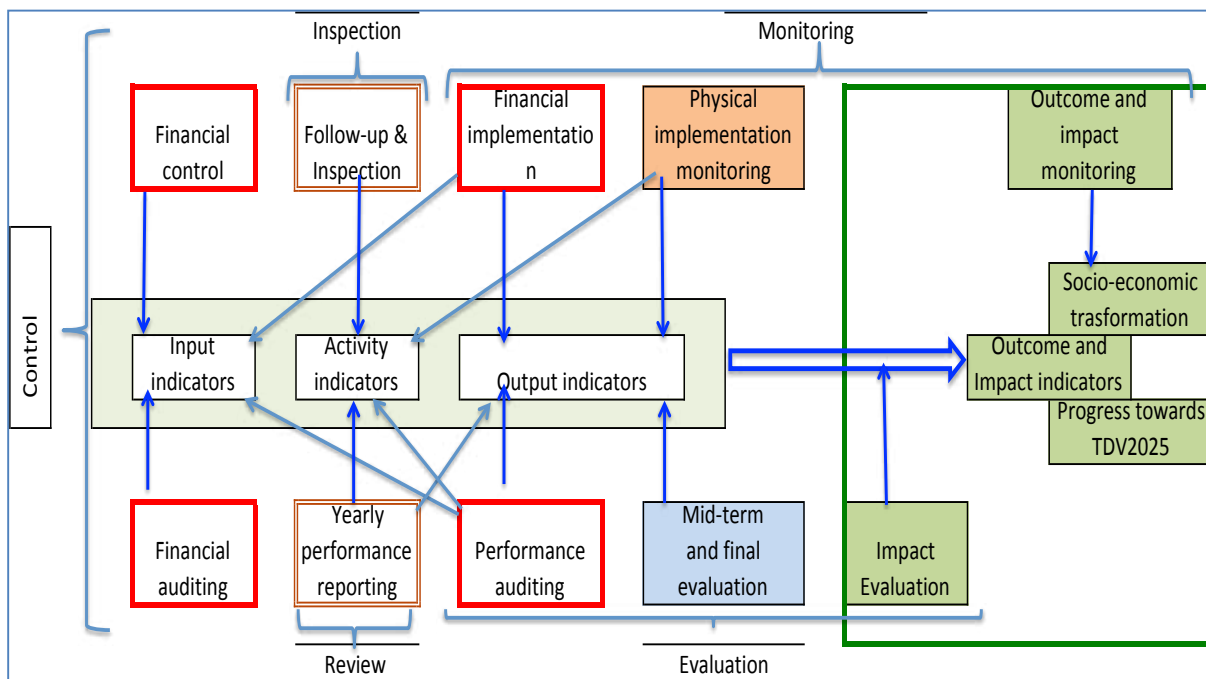 Inspection
Monitoring
Financial
control
Follow-up &
Inspection
Financial
implementatio
n
Physical
implementation
monitoring
Outcome and
impact
monitoring
Control
Socio-economic
trasformation
Input
indicators
Activity
indicators
Output indicators
Outcome and
Impact indicators
Progress towards
TDV2025
Financial
auditing
Yearly
performance
reporting
Performance
auditing
Mid-term
and final
evaluation
Impact
Evaluation
Review
Evaluation